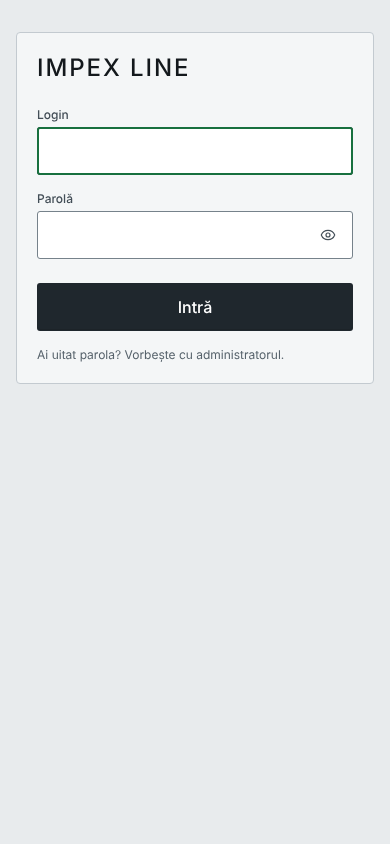 IMPEX LINE
Login
Parolă
Intră
Ai uitat parola? Vorbește cu administratorul.